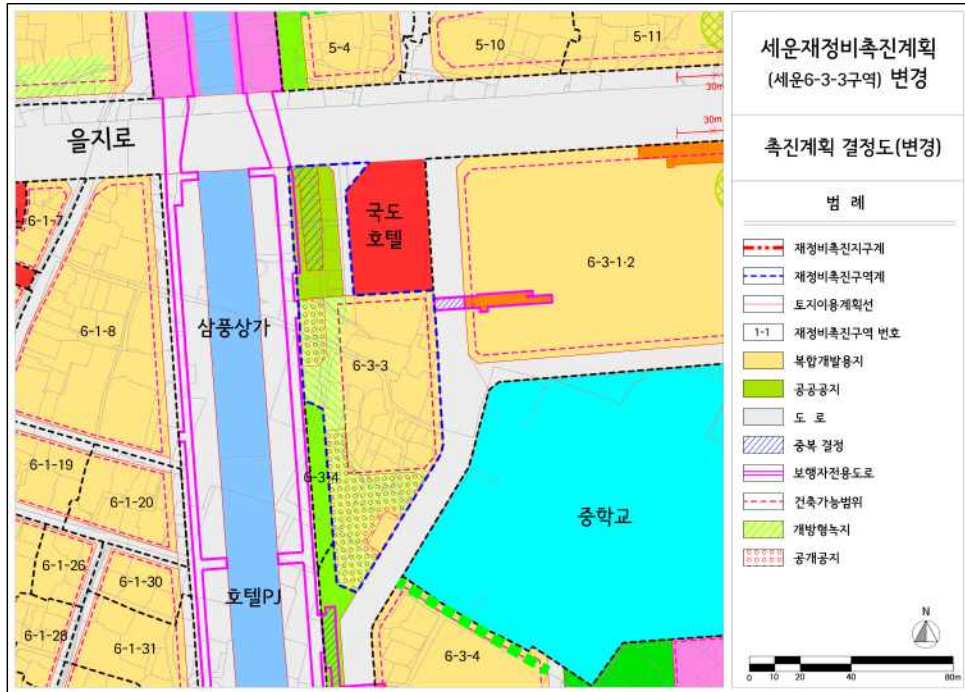 세운재정비촉진계획
(세운6-3-3구역) 변경
촉진계획 결정도(변경)
범 례
재정비촉진지구계
재정비촉진구역계
토지이용계획선
1-1 재정비촉진구역 번호
복합개발용지
공공공지
도 로
중복 결정
보행자전용도로
건축가능범위
개방형녹지
공개공지
N
0 10 20 40 80m
5-4
5-10
5-11
30m
30m
을지로
국도
호텔
6-1-7
6-3-1·2
6-1-8
삼풍상가
6-3-3
6-1-19
6-3-4
6-1-20
중학교
6-1-26
6-1-30
호텔PJ
6-1-28
6-1-31
6-3-4